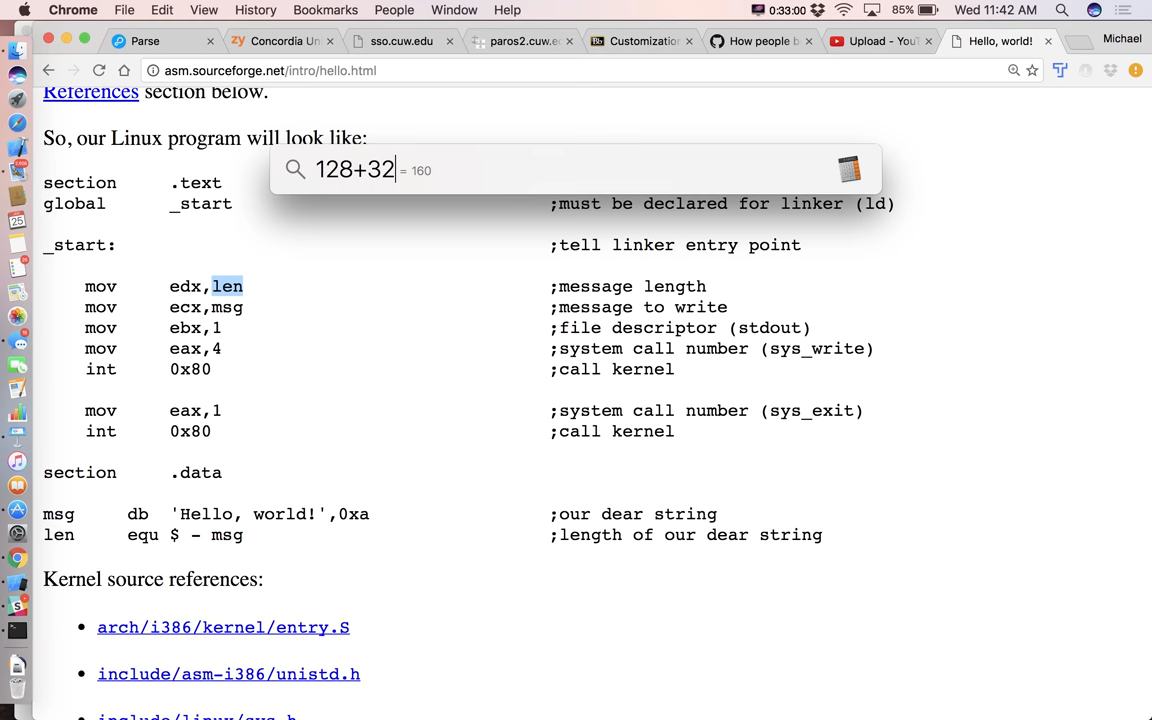 Chrome File Edit View History Bookmarks People Window Help 0:33:00 85% Wed 11:42 AM
Parse × Concordia Un × sso.cuw.edu × paros2.cuw.e × Customization × How people b × Upload - You × Hello, world! × Michael
asm.sourceforge.net/intro/hello.html
References section below.
So, our Linux program will look like:
128+32 = 160
section .text
global _start ;must be declared for linker (ld)
_start: ;tell linker entry point
mov edx,len ;message length
mov ecx,msg ;message to write
mov ebx,1 ;file descriptor (stdout)
mov eax,4 ;system call number (sys_write)
int 0x80 ;call kernel
mov eax,1 ;system call number (sys_exit)
int 0x80 ;call kernel
section .data
msg db 'Hello, world!',0xa ;our dear string
len equ $ - msg ;length of our dear string
Kernel source references:
• arch/i386/kernel/entry.S
• include/asm-i386/unistd.h
• include/linux/sys.h